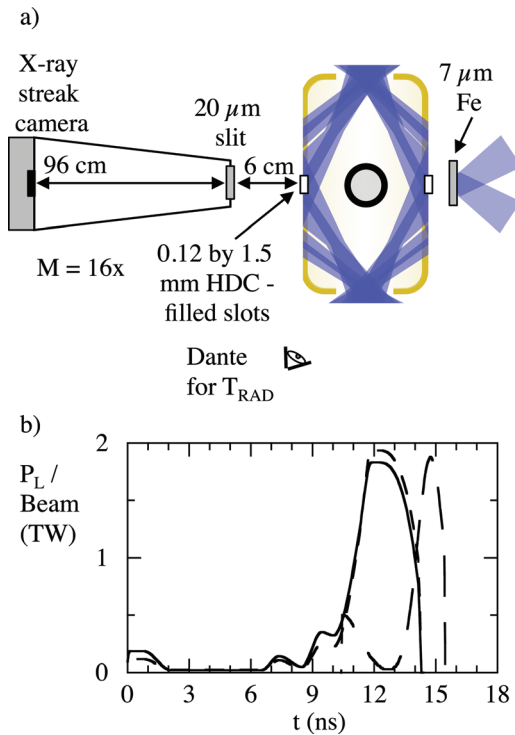 a)
X-ray
streak
camera
20 μm
slit
7 μm
Fe
96 cm
6 cm
M = 16x
0.12 by 1.5
mm HDC -
filled slots
Dante
for T_RAD
b)
P_L /
Beam
(TW)
2
1
0
0 3 6 9 12 15 18
t (ns)